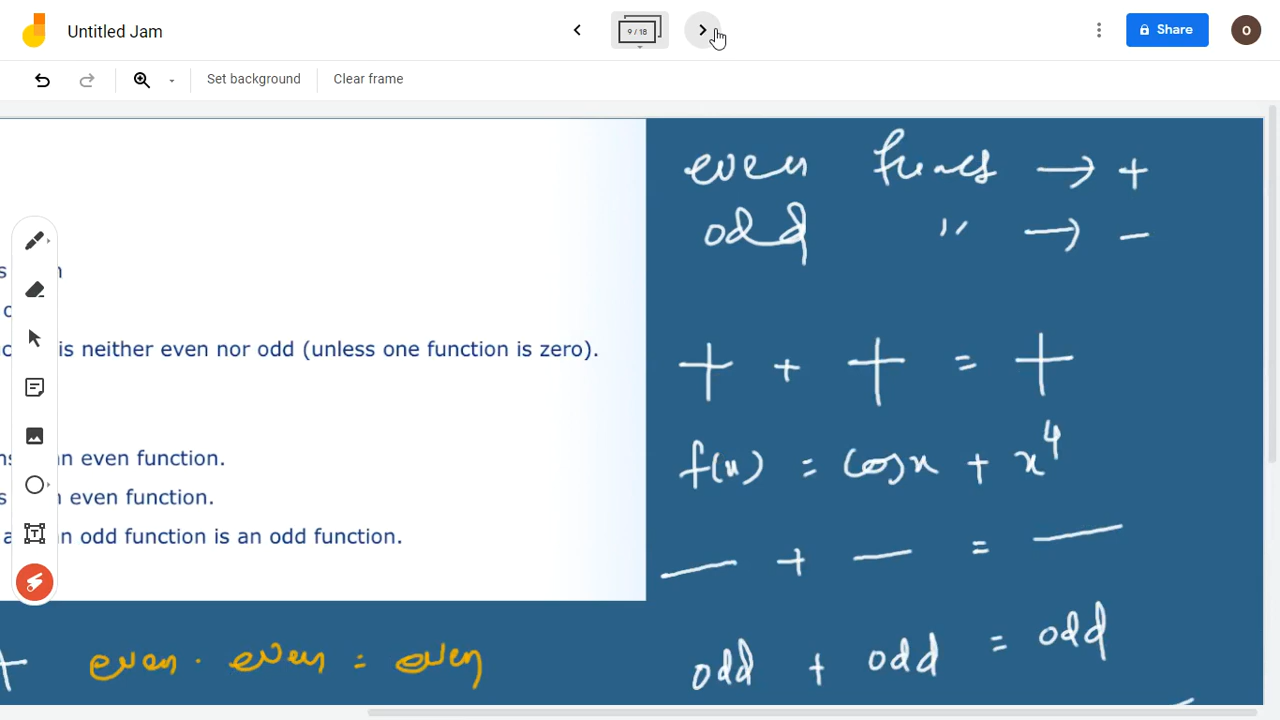 Untitled Jam
9 / 18
Share
O
Set background
Clear frame
is neither even nor odd (unless one function is zero).
an even function.
even function.
odd function is an odd function.
even funcs → +
odd " → -
+ + + = +
f(x) = cosx + x⁴
— + — = —
odd + odd = odd
+ even . even = even